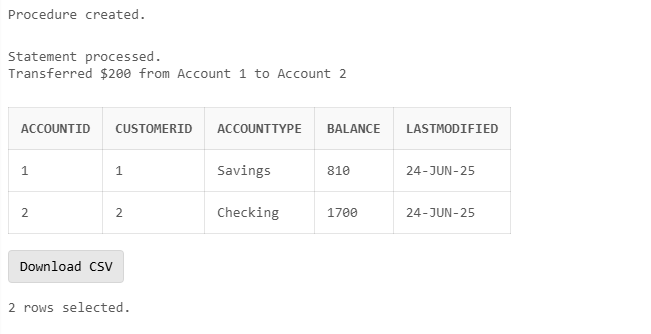 Procedure created.
Statement processed.
Transferred $200 from Account 1 to Account 2
ACCOUNTID CUSTOMERID ACCOUNTTYPE BALANCE LASTMODIFIED
1 1 Savings 810 24-JUN-25
2 2 Checking 1700 24-JUN-25
Download CSV
2 rows selected.